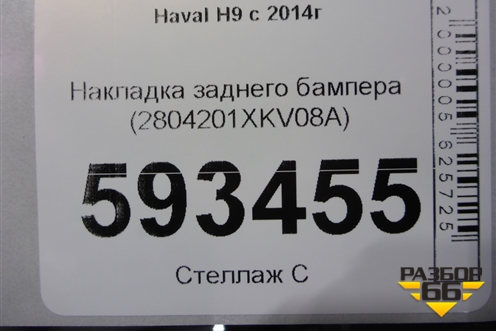 Haval H9 с 2014г
Накладка заднего бампера
(2804201XKV08A)
593455
Стеллаж С
2000005625725
РАЗБОР
66